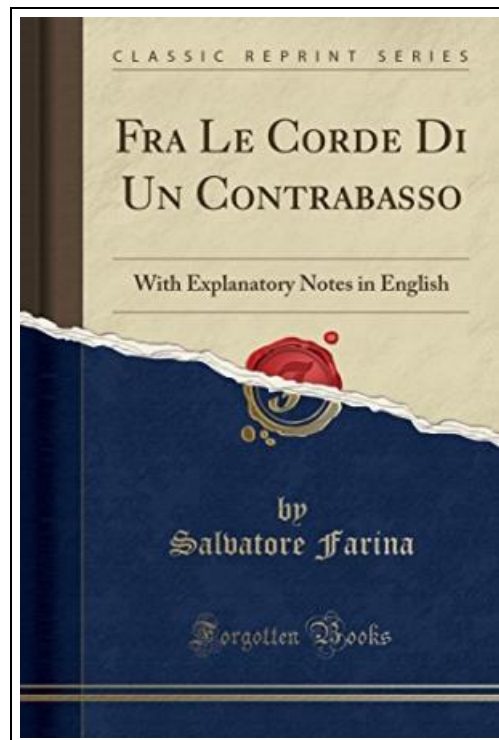 CLASSIC REPRINT SERIES
FRA LE CORDE DI
UN CONTRABASSO
With Explanatory Notes in English
by
Salvatore Farina
Forgotten Books